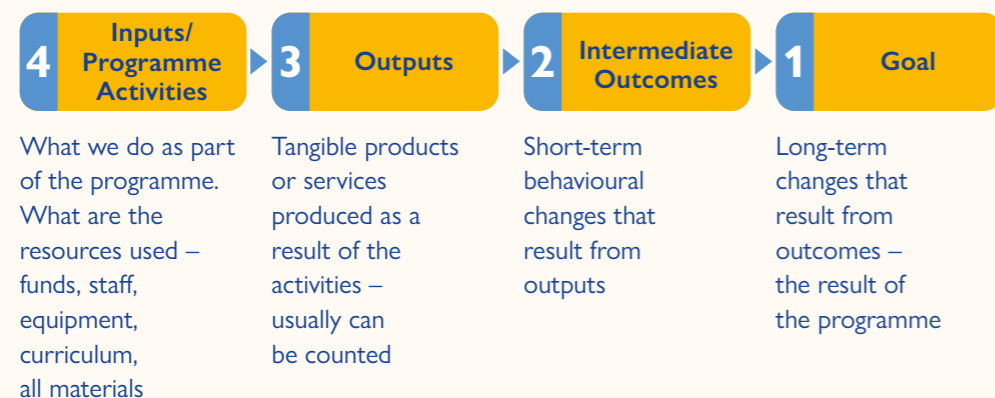 4
Inputs/
Programme
Activities
3
Outputs
2
Intermediate
Outcomes
1
Goal
What we do as part
of the programme.
What are the
resources used –
funds, staff,
equipment,
curriculum,
all materials
Tangible products
or services
produced as a
result of the
activities –
usually can
be counted
Short-term
behavioural
changes that
result from
outputs
Long-term
changes that
result from
outcomes –
the result of
the programme